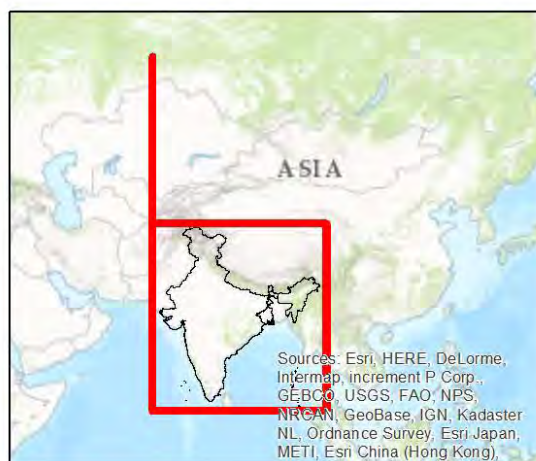 ASIA
Sources: Esri, HERE, DeLorme,
Intermap, increment P Corp.,
GEBCO, USGS, FAO, NPS,
NRCAN, GeoBase, IGN, Kadaster
NL, Ordnance Survey, Esri Japan,
METI, Esri China (Hong Kong),